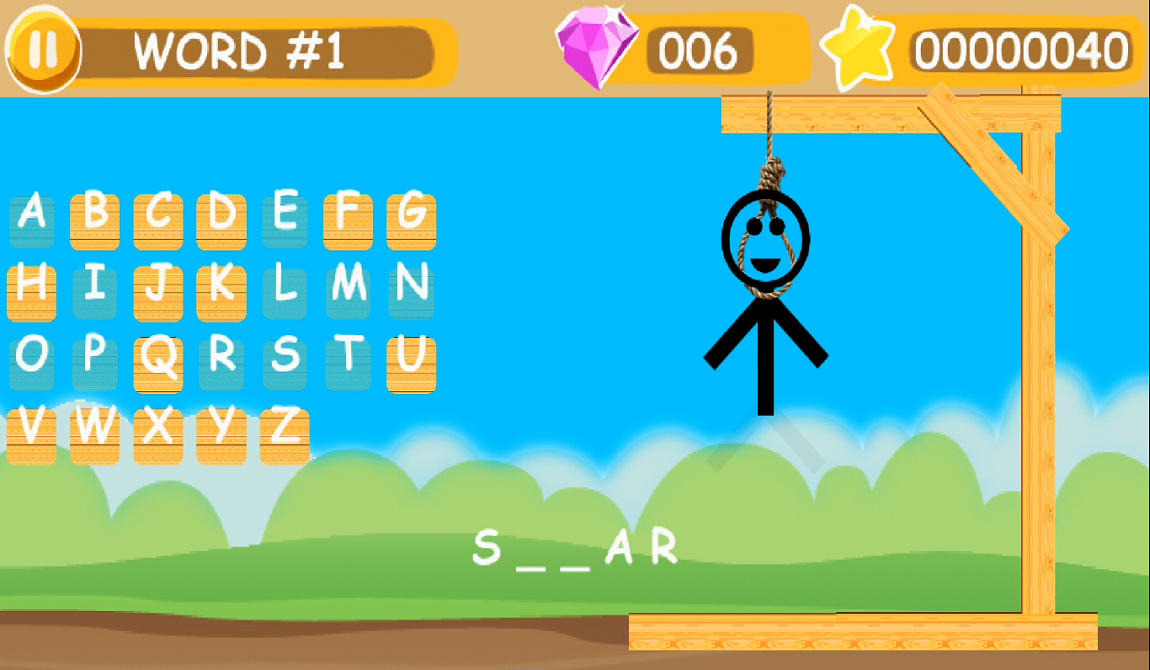 WORD #1
006
00000040
A B C D E F G
H I J K L M N
O P Q R S T U
V W X Y Z
S _ _ A R